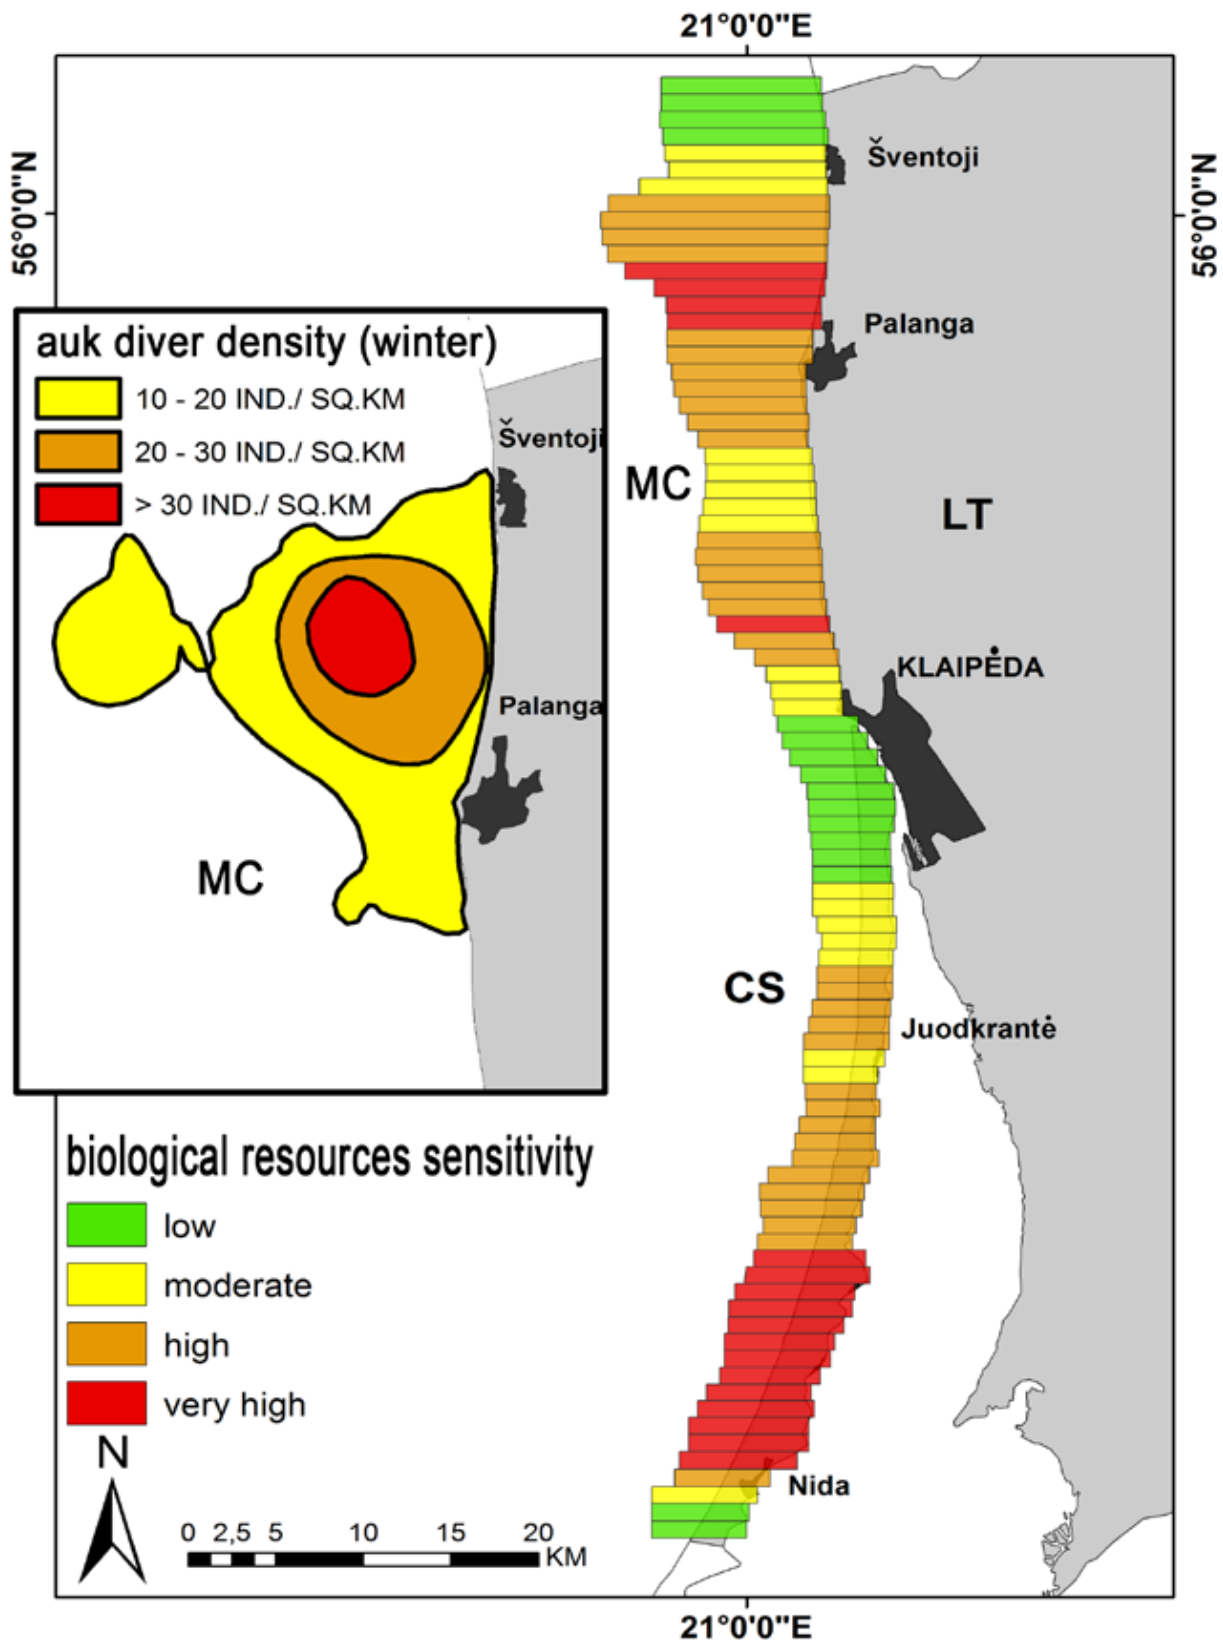 21°0'0"E
56°0'0"N
56°0'0"N
Šventoji
Palanga
MC
LT
KLAIPĖDA
CS
Juodkrantė
Nida
auk diver density (winter)
10 - 20 IND./ SQ.KM
20 - 30 IND./ SQ.KM
> 30 IND./ SQ.KM
Šventoji
Palanga
MC
biological resources sensitivity
low
moderate
high
very high
N
0 2,5 5 10 15 20
KM
21°0'0"E